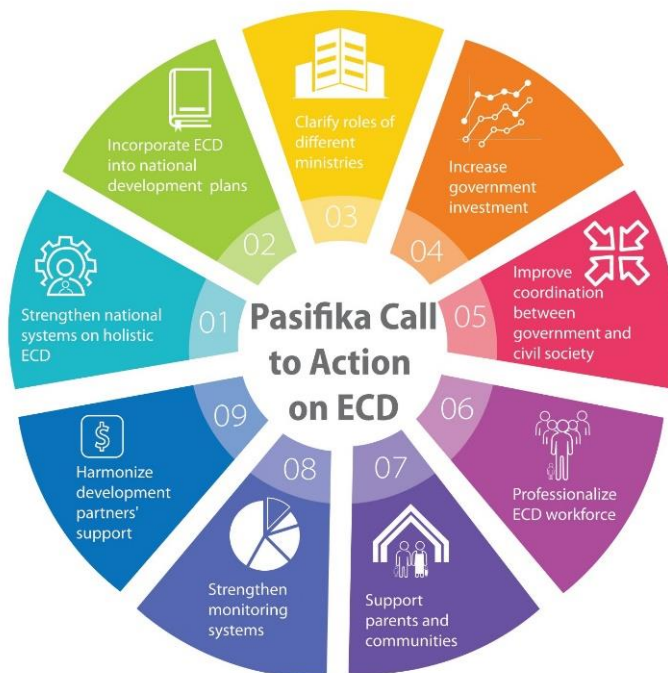 Pasifika Call
to Action
on ECD
01
Strengthen national
systems on holistic
ECD
02
Incorporate ECD
into national
development plans
03
Clarify roles of
different
ministries
04
Increase
government
investment
05
Improve
coordination
between
government and
civil society
06
Professionalize
ECD workforce
07
Support
parents and
communities
08
Strengthen
monitoring
systems
09
$
Harmonize
development
partners'
support